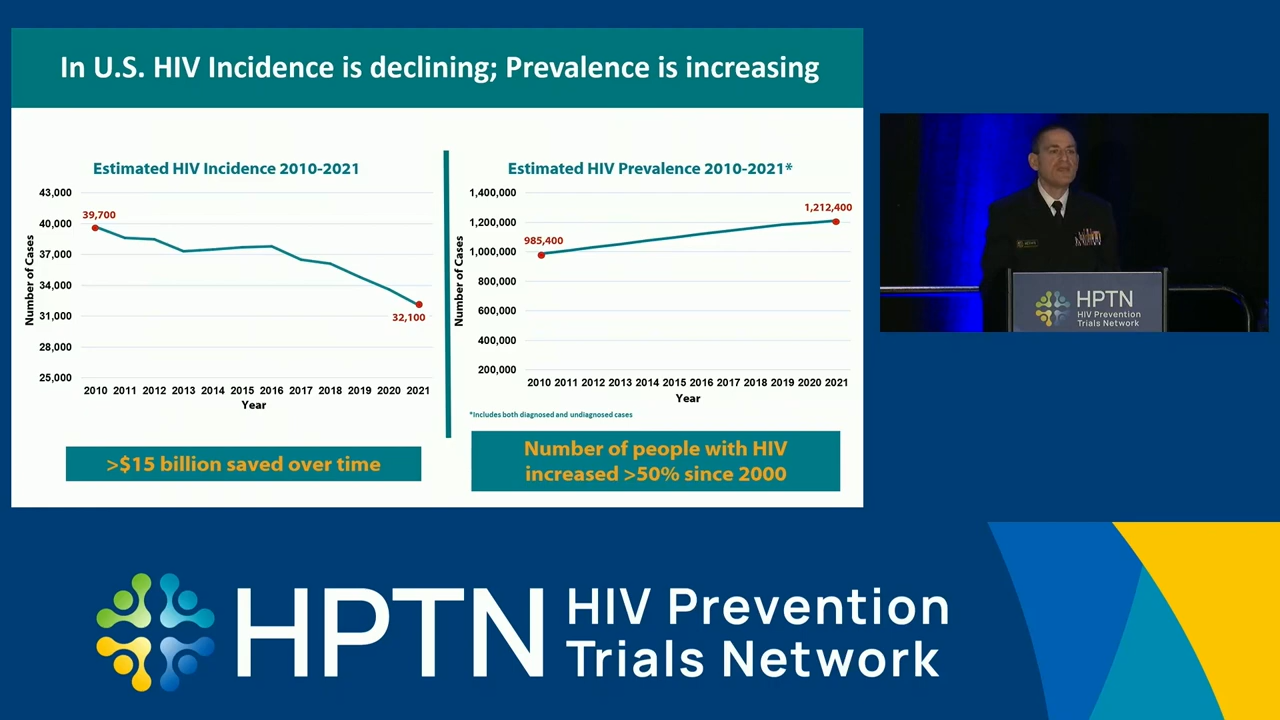 In U.S. HIV Incidence is declining; Prevalence is increasing
Estimated HIV Incidence 2010-2021
43,000
40,000
37,000
34,000
31,000
28,000
25,000
Number of Cases
39,700
32,100
2010 2011 2012 2013 2014 2015 2016 2017 2018 2019 2020 2021
Year
>$15 billion saved over time
Estimated HIV Prevalence 2010-2021*
1,400,000
1,200,000
1,000,000
800,000
600,000
400,000
200,000
Number of Cases
985,400
1,212,400
2010 2011 2012 2013 2014 2015 2016 2017 2018 2019 2020 2021
Year
*Includes both diagnosed and undiagnosed cases
Number of people with HIV
increased >50% since 2000
HPTN
HIV Prevention
Trials Network
HPTN
HIV Prevention
Trials Network